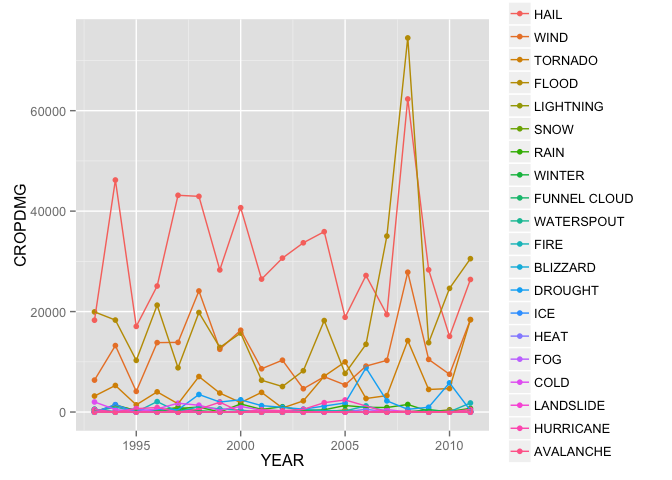 CROPDMG
60000
40000
20000
0
1995
2000
2005
2010
YEAR
HAIL
WIND
TORNADO
FLOOD
LIGHTNING
SNOW
RAIN
WINTER
FUNNEL CLOUD
WATERSPOUT
FIRE
BLIZZARD
DROUGHT
ICE
HEAT
FOG
COLD
LANDSLIDE
HURRICANE
AVALANCHE